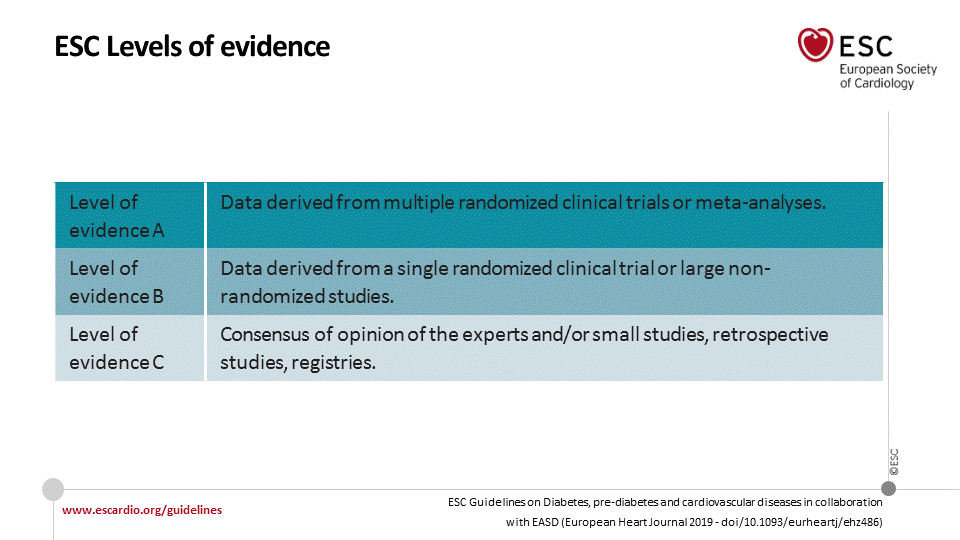 ESC Levels of evidence
ESC
European Society
of Cardiology
Level of
evidence A
Data derived from multiple randomized clinical trials or meta-analyses.
Level of
evidence B
Data derived from a single randomized clinical trial or large non-
randomized studies.
Level of
evidence C
Consensus of opinion of the experts and/or small studies, retrospective
studies, registries.
©ESC
www.escardio.org/guidelines
ESC Guidelines on Diabetes, pre-diabetes and cardiovascular diseases in collaboration
with EASD (European Heart Journal 2019 - doi/10.1093/eurheartj/ehz486)